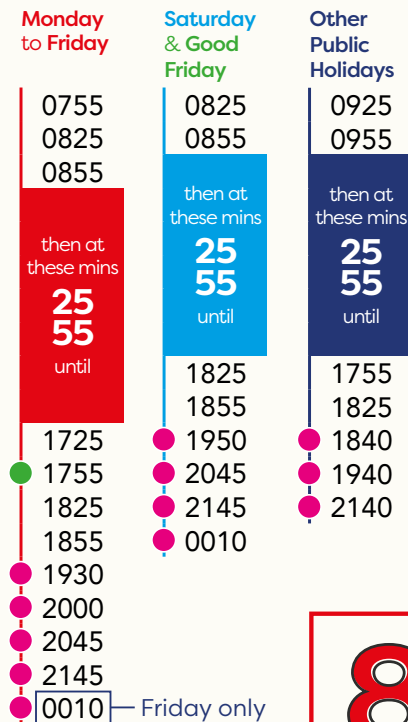 Monday
to Friday
0755
0825
0855
then at
these mins
25
55
until
1725
1755
1825
1855
1930
2000
2045
2145
0010
Friday only
Saturday
& Good
Friday
0825
0855
then at
these mins
25
55
until
1825
1855
1950
2045
2145
0010
Other
Public
Holidays
0925
0955
then at
these mins
25
55
until
1755
1825
1840
1940
2140
8